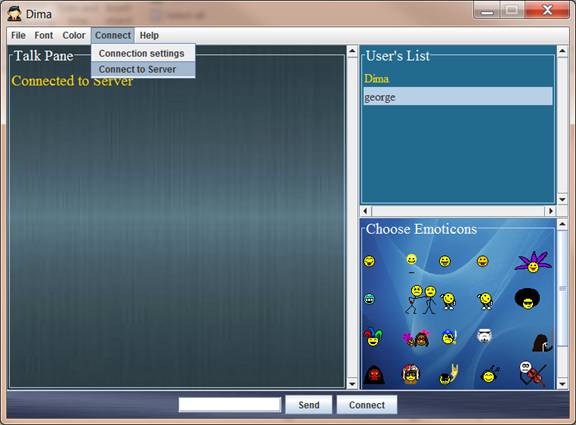 Dima
File Font Color Connect Help
Connection settings
Connect to Server
Talk Pane
Connected to Server
User's List
Dima
george
Choose Emoticons
Send Connect